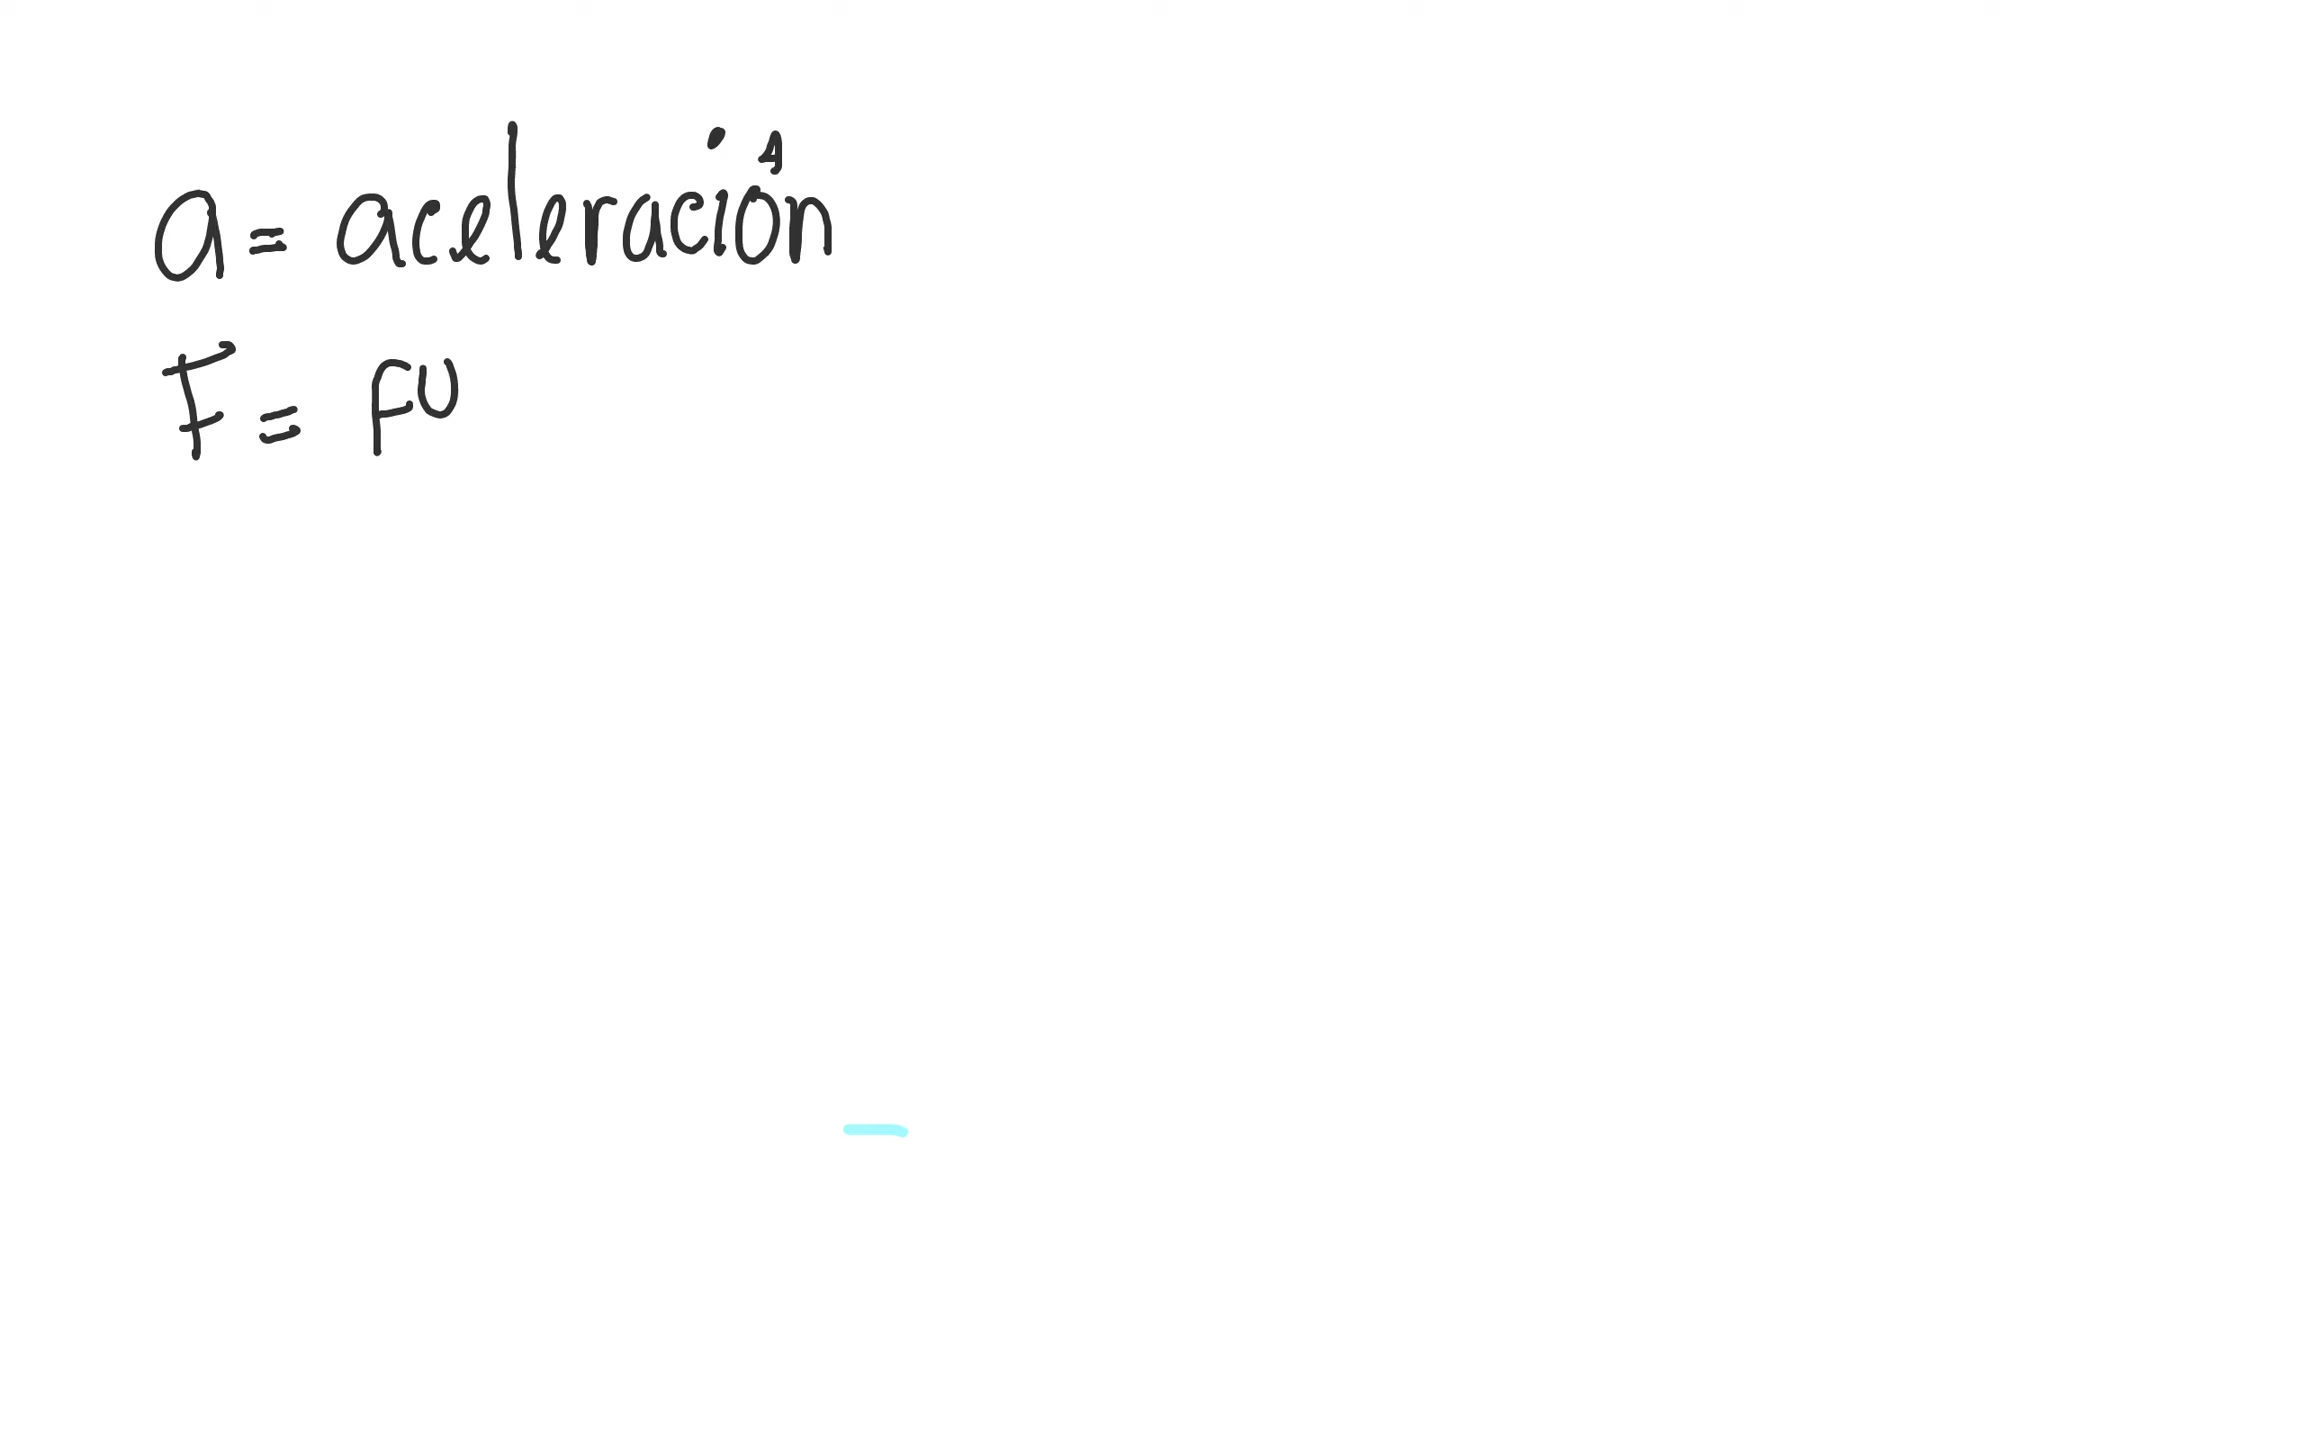 a = aceleración
F = FU